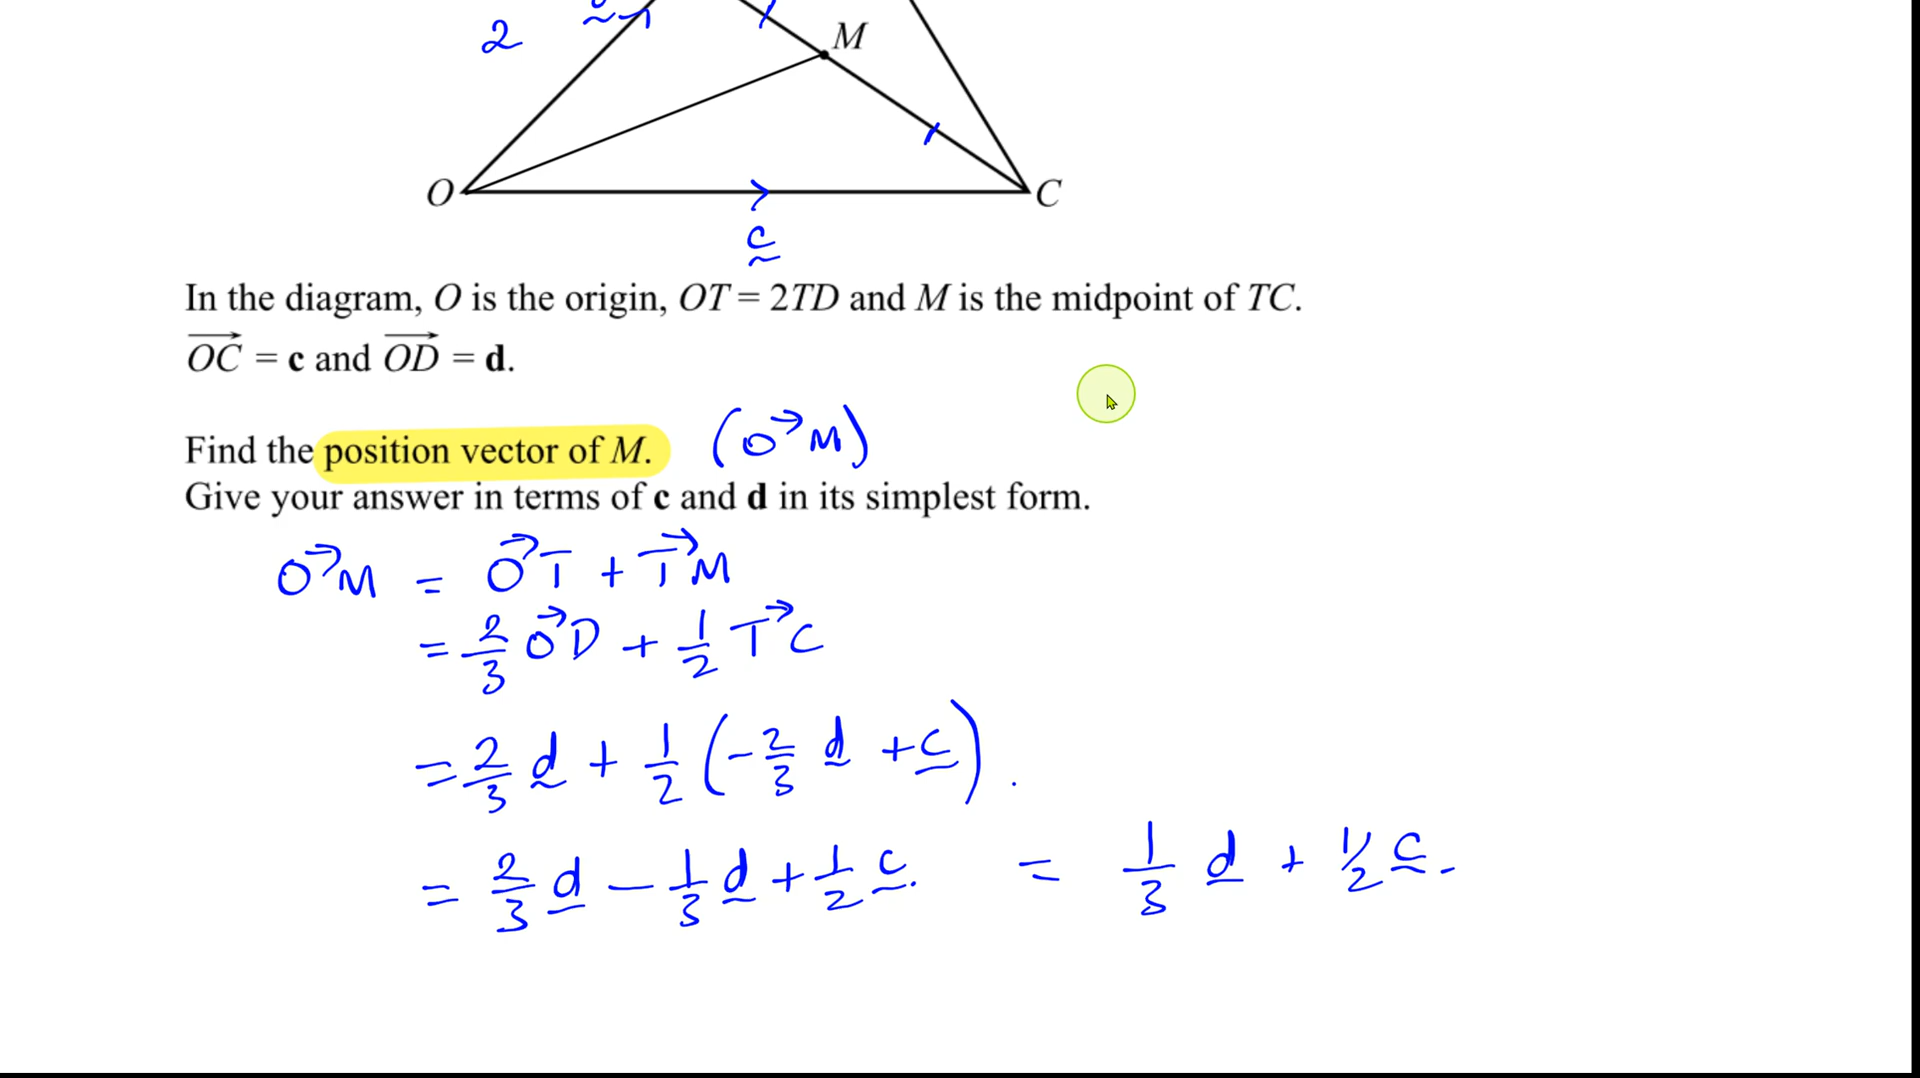 2
M
O
C
c
In the diagram, O is the origin, OT = 2TD and M is the midpoint of TC.
OC = c and OD = d.
Find the position vector of M. (OM)
Give your answer in terms of c and d in its simplest form.
OM = OT + TM
= 2/3 OD + 1/2 TC
= 2/3 d + 1/2 (-2/3 d + c).
= 2/3 d - 1/3 d + 1/2 c. = 1/3 d + 1/2 c.